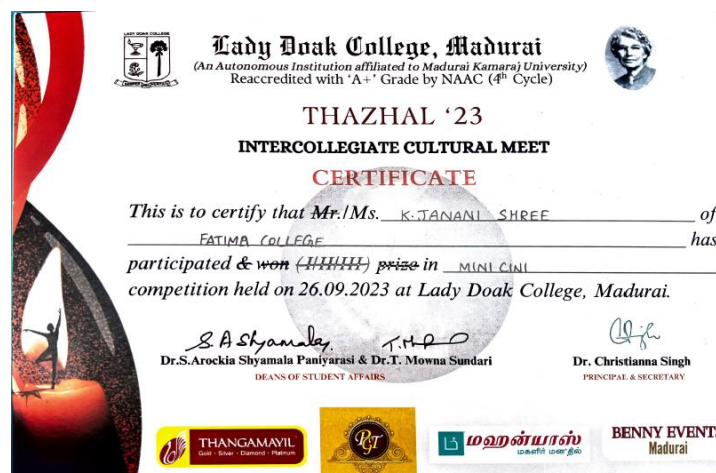 Lady Doak College, Madurai
(An Autonomous Institution affiliated to Madurai Kamaraj University)
Reaccredited with 'A+' Grade by NAAC (4th Cycle)
THAZHAL '23
INTERCOLLEGIATE CULTURAL MEET
CERTIFICATE
This is to certify that Mr./Ms. K. JANANI SHREE of
FATIMA COLLEGE has
participated & won (I/II/III) prize in MINI CINI
competition held on 26.09.2023 at Lady Doak College, Madurai.
S. A Shyamala
Dr.S.Arockia Shyamala Paniyarasi & Dr.T. Mowna Sundari
DEANS OF STUDENT AFFAIRS
Dr. Christianna Singh
PRINCIPAL & SECRETARY
THANGAMAYIL
Gold - Silver - Diamond - Platinum
PGT
மஹன்யாஸ்
மகளிர் மனதில்
BENNY EVENTS
Madurai